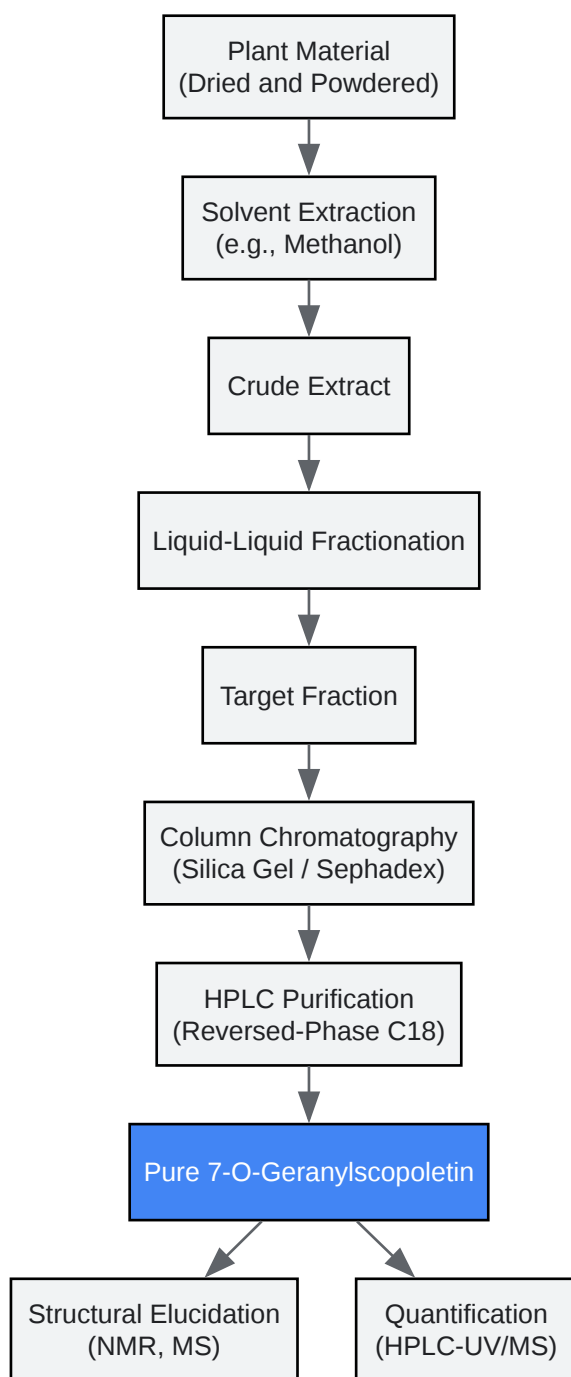 Plant Material
(Dried and Powdered)
Solvent Extraction
(e.g., Methanol)
Crude Extract
Liquid-Liquid Fractionation
Target Fraction
Column Chromatography
(Silica Gel / Sephadex)
HPLC Purification
(Reversed-Phase C18)
Pure 7-O-Geranylscopoletin
Structural Elucidation
(NMR, MS)
Quantification
(HPLC-UV/MS)